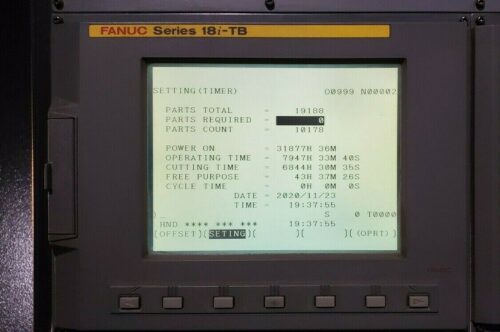 FANUC Series 18i-TB
SETTING(TIMER) O0999 N00002
PARTS TOTAL = 19188
PARTS REQUIRED = 0
PARTS COUNT = 10178
POWER ON = 31877H 36M
OPERATING TIME = 7947H 33M 40S
CUTTING TIME = 6844H 30M 35S
FREE PURPOSE = 43H 37M 26S
CYCLE TIME = 0H 0M 0S
DATE = 2020/11/23
TIME = 19:37:55
) S 0 T0000
HND **** *** *** 19:37:55
[OFFSET][SETING][ ][ ][(OPRT)]
FANUC